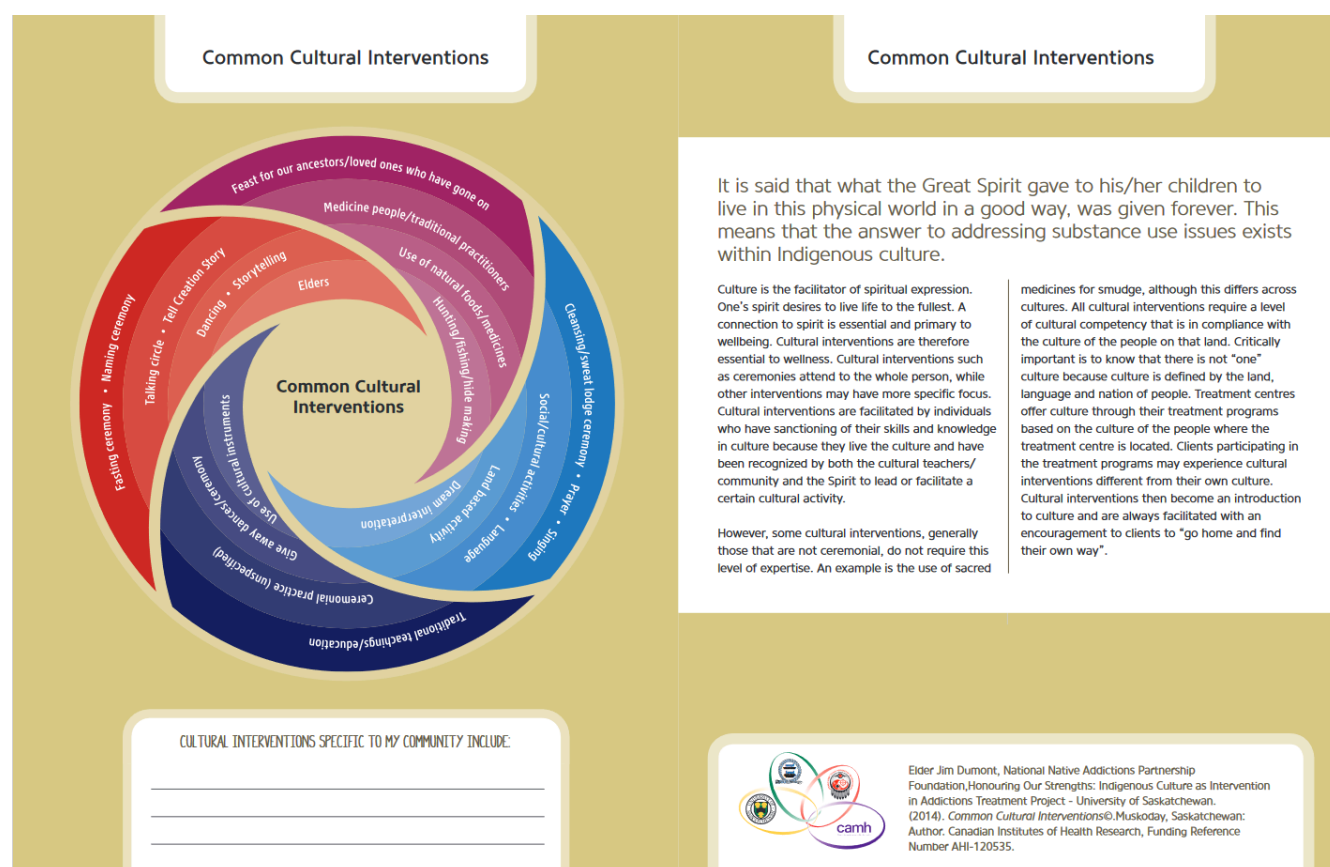 Common Cultural Interventions
Feast for our ancestors/loved ones who have gone on
Medicine people/traditional practitioners
Use of natural foods/medicines
Hunting/fishing/hide making
Cleansing/sweat lodge ceremony • Prayer • Singing
Social/cultural activities • Language
Land based activity
Dream interpretation
Traditional teachings/education
Ceremonial practice (unspecified)
Give away dances/ceremony
Use of cultural instruments
Fasting ceremony • Naming ceremony
Talking circle • Tell Creation Story
Dancing • Storytelling
Elders
Common Cultural
Interventions
CULTURAL INTERVENTIONS SPECIFIC TO MY COMMUNITY INCLUDE:
Common Cultural Interventions
It is said that what the Great Spirit gave to his/her children to
live in this physical world in a good way, was given forever. This
means that the answer to addressing substance use issues exists
within Indigenous culture.
Culture is the facilitator of spiritual expression.
One's spirit desires to live life to the fullest. A
connection to spirit is essential and primary to
wellbeing. Cultural interventions are therefore
essential to wellness. Cultural interventions such
as ceremonies attend to the whole person, while
other interventions may have more specific focus.
Cultural interventions are facilitated by individuals
who have sanctioning of their skills and knowledge
in culture because they live the culture and have
been recognized by both the cultural teachers/
community and the Spirit to lead or facilitate a
certain cultural activity.
However, some cultural interventions, generally
those that are not ceremonial, do not require this
level of expertise. An example is the use of sacred
medicines for smudge, although this differs across
cultures. All cultural interventions require a level
of cultural competency that is in compliance with
the culture of the people on that land. Critically
important is to know that there is not "one"
culture because culture is defined by the land,
language and nation of people. Treatment centres
offer culture through their treatment programs
based on the culture of the people where the
treatment centre is located. Clients participating in
the treatment programs may experience cultural
interventions different from their own culture.
Cultural interventions then become an introduction
to culture and are always facilitated with an
encouragement to clients to "go home and find
their own way".
camh
Elder Jim Dumont, National Native Addictions Partnership
Foundation,Honouring Our Strengths: Indigenous Culture as Intervention
in Addictions Treatment Project - University of Saskatchewan.
(2014). Common Cultural Interventions©.Muskoday, Saskatchewan:
Author. Canadian Institutes of Health Research, Funding Reference
Number AHI-120535.